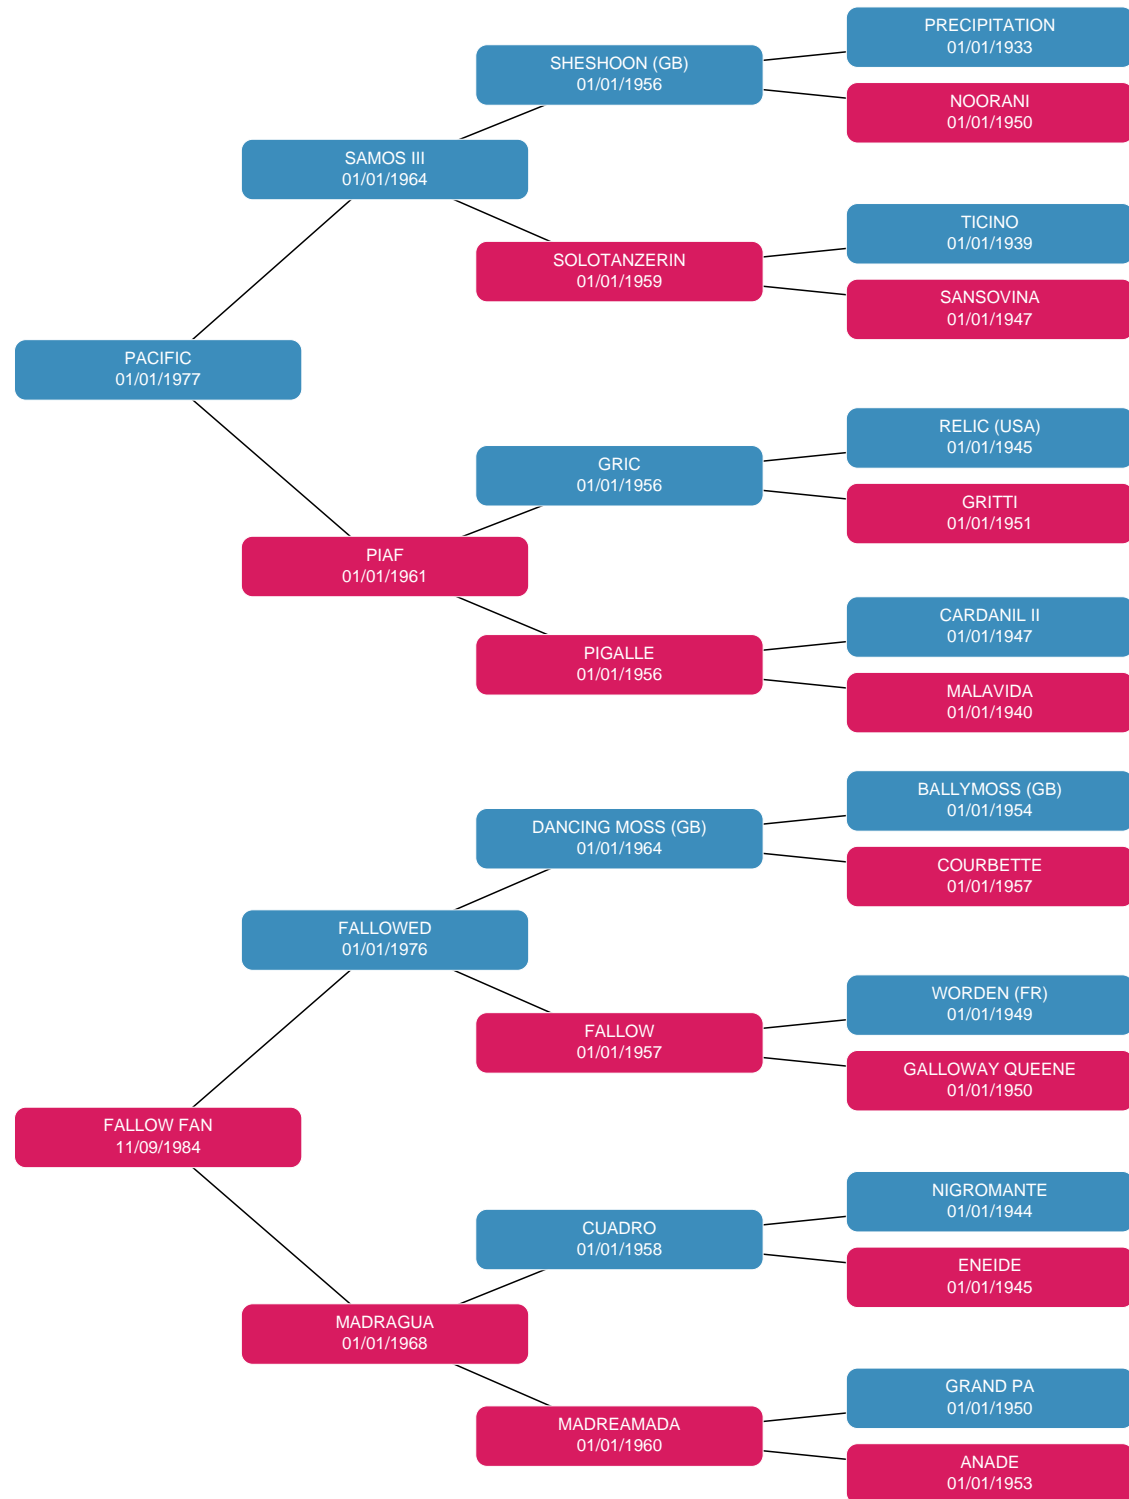 PRECIPITATION
01/01/1933
SHESHOON (GB)
01/01/1956
NOORANI
01/01/1950
SAMOS III
01/01/1964
TICINO
01/01/1939
SOLOTANZERIN
01/01/1959
SANSOVINA
01/01/1947
PACIFIC
01/01/1977
RELIC (USA)
01/01/1945
GRIC
01/01/1956
GRITTI
01/01/1951
PIAF
01/01/1961
CARDANIL II
01/01/1947
PIGALLE
01/01/1956
MALAVIDA
01/01/1940
BALLYMOSS (GB)
01/01/1954
DANCING MOSS (GB)
01/01/1964
COURBETTE
01/01/1957
FALLOWED
01/01/1976
WORDEN (FR)
01/01/1949
FALLOW
01/01/1957
GALLOWAY QUEENE
01/01/1950
FALLOW FAN
11/09/1984
NIGROMANTE
01/01/1944
CUADRO
01/01/1958
ENEIDE
01/01/1945
MADRAGUA
01/01/1968
GRAND PA
01/01/1950
MADREAMADA
01/01/1960
ANADE
01/01/1953